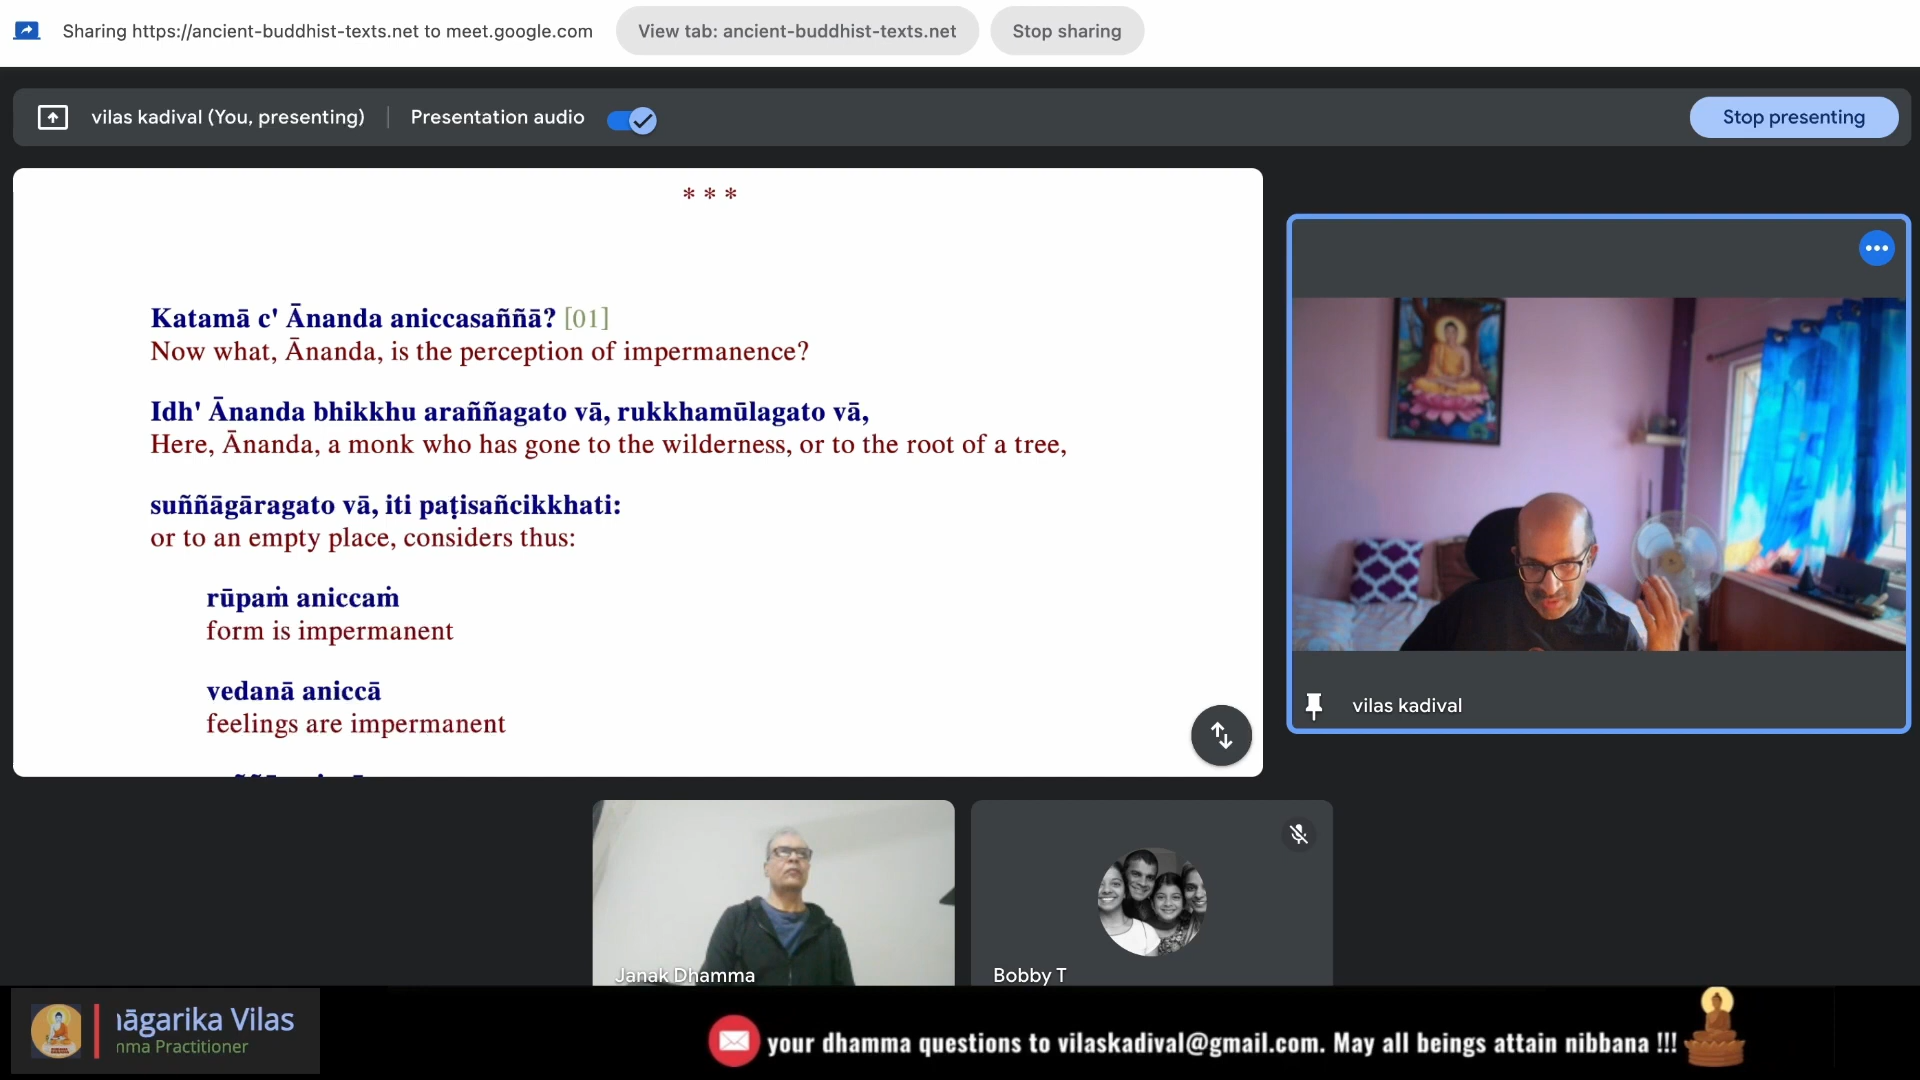 Sharing https://ancient-buddhist-texts.net to meet.google.com
View tab: ancient-buddhist-texts.net
Stop sharing
vilas kadival (You, presenting)
Presentation audio
Stop presenting
* * *
Katamā c' Ānanda aniccasaññā? [01]
Now what, Ānanda, is the perception of impermanence?
Idh' Ānanda bhikkhu araññagato vā, rukkhamūlagato vā,
Here, Ānanda, a monk who has gone to the wilderness, or to the root of a tree,
suññāgāragato vā, iti paṭisañcikkhati:
or to an empty place, considers thus:
rūpaṁ aniccaṁ
form is impermanent
vedanā aniccā
feelings are impermanent
vilas kadival
Janak Dhamma
Bobby T
nāgarika Vilas
mma Practitioner
your dhamma questions to vilaskadival@gmail.com. May all beings attain nibbana !!!